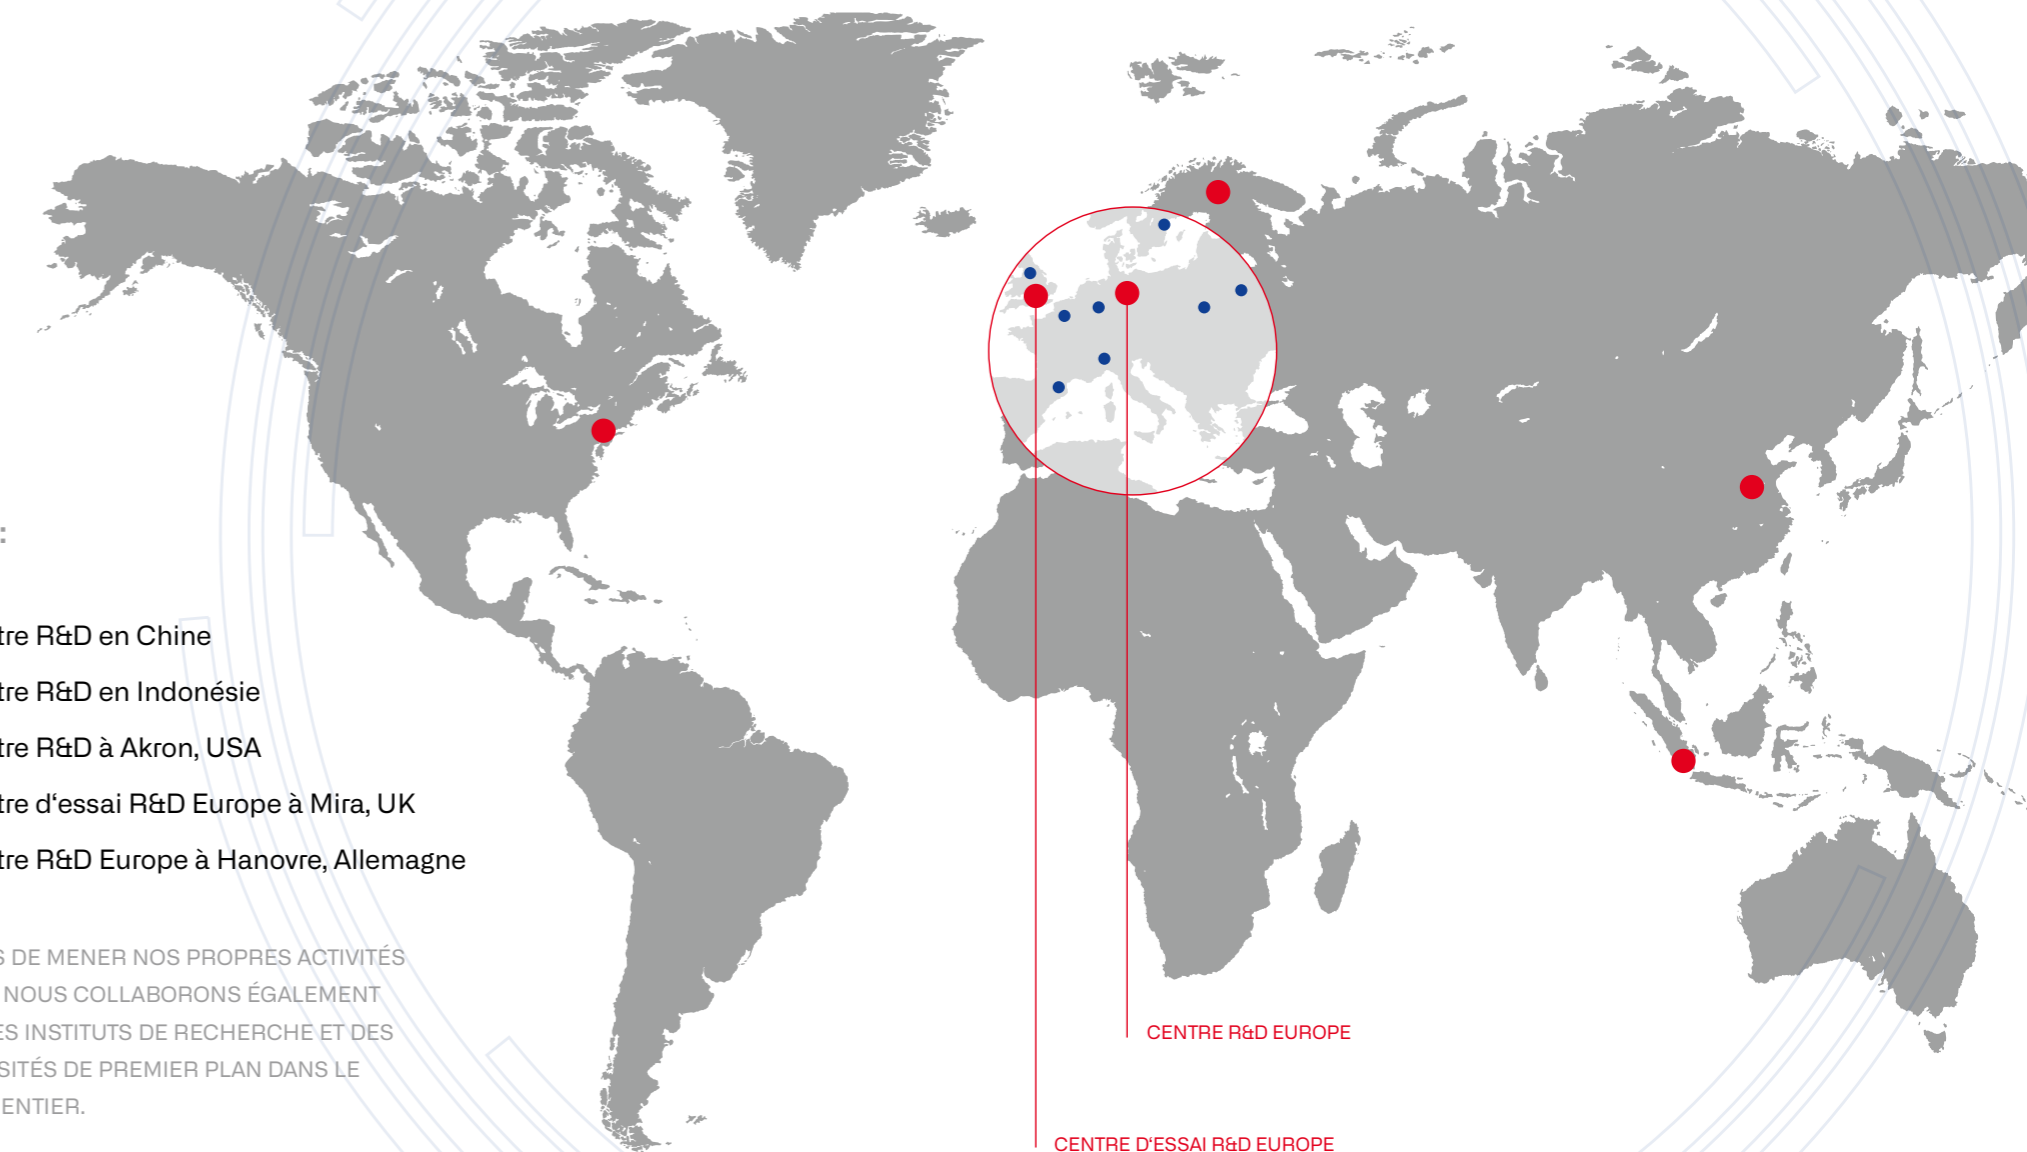 :
tre R&D en Chine
tre R&D en Indonésie
tre R&D à Akron, USA
tre d‘essai R&D Europe à Mira, UK
tre R&D Europe à Hanovre, Allemagne
S DE MENER NOS PROPRES ACTIVITÉS
NOUS COLLABORONS ÉGALEMENT
ES INSTITUTS DE RECHERCHE ET DES
SITÉS DE PREMIER PLAN DANS LE
ENTIER.
CENTRE R&D EUROPE
CENTRE D‘ESSAI R&D EUROPE